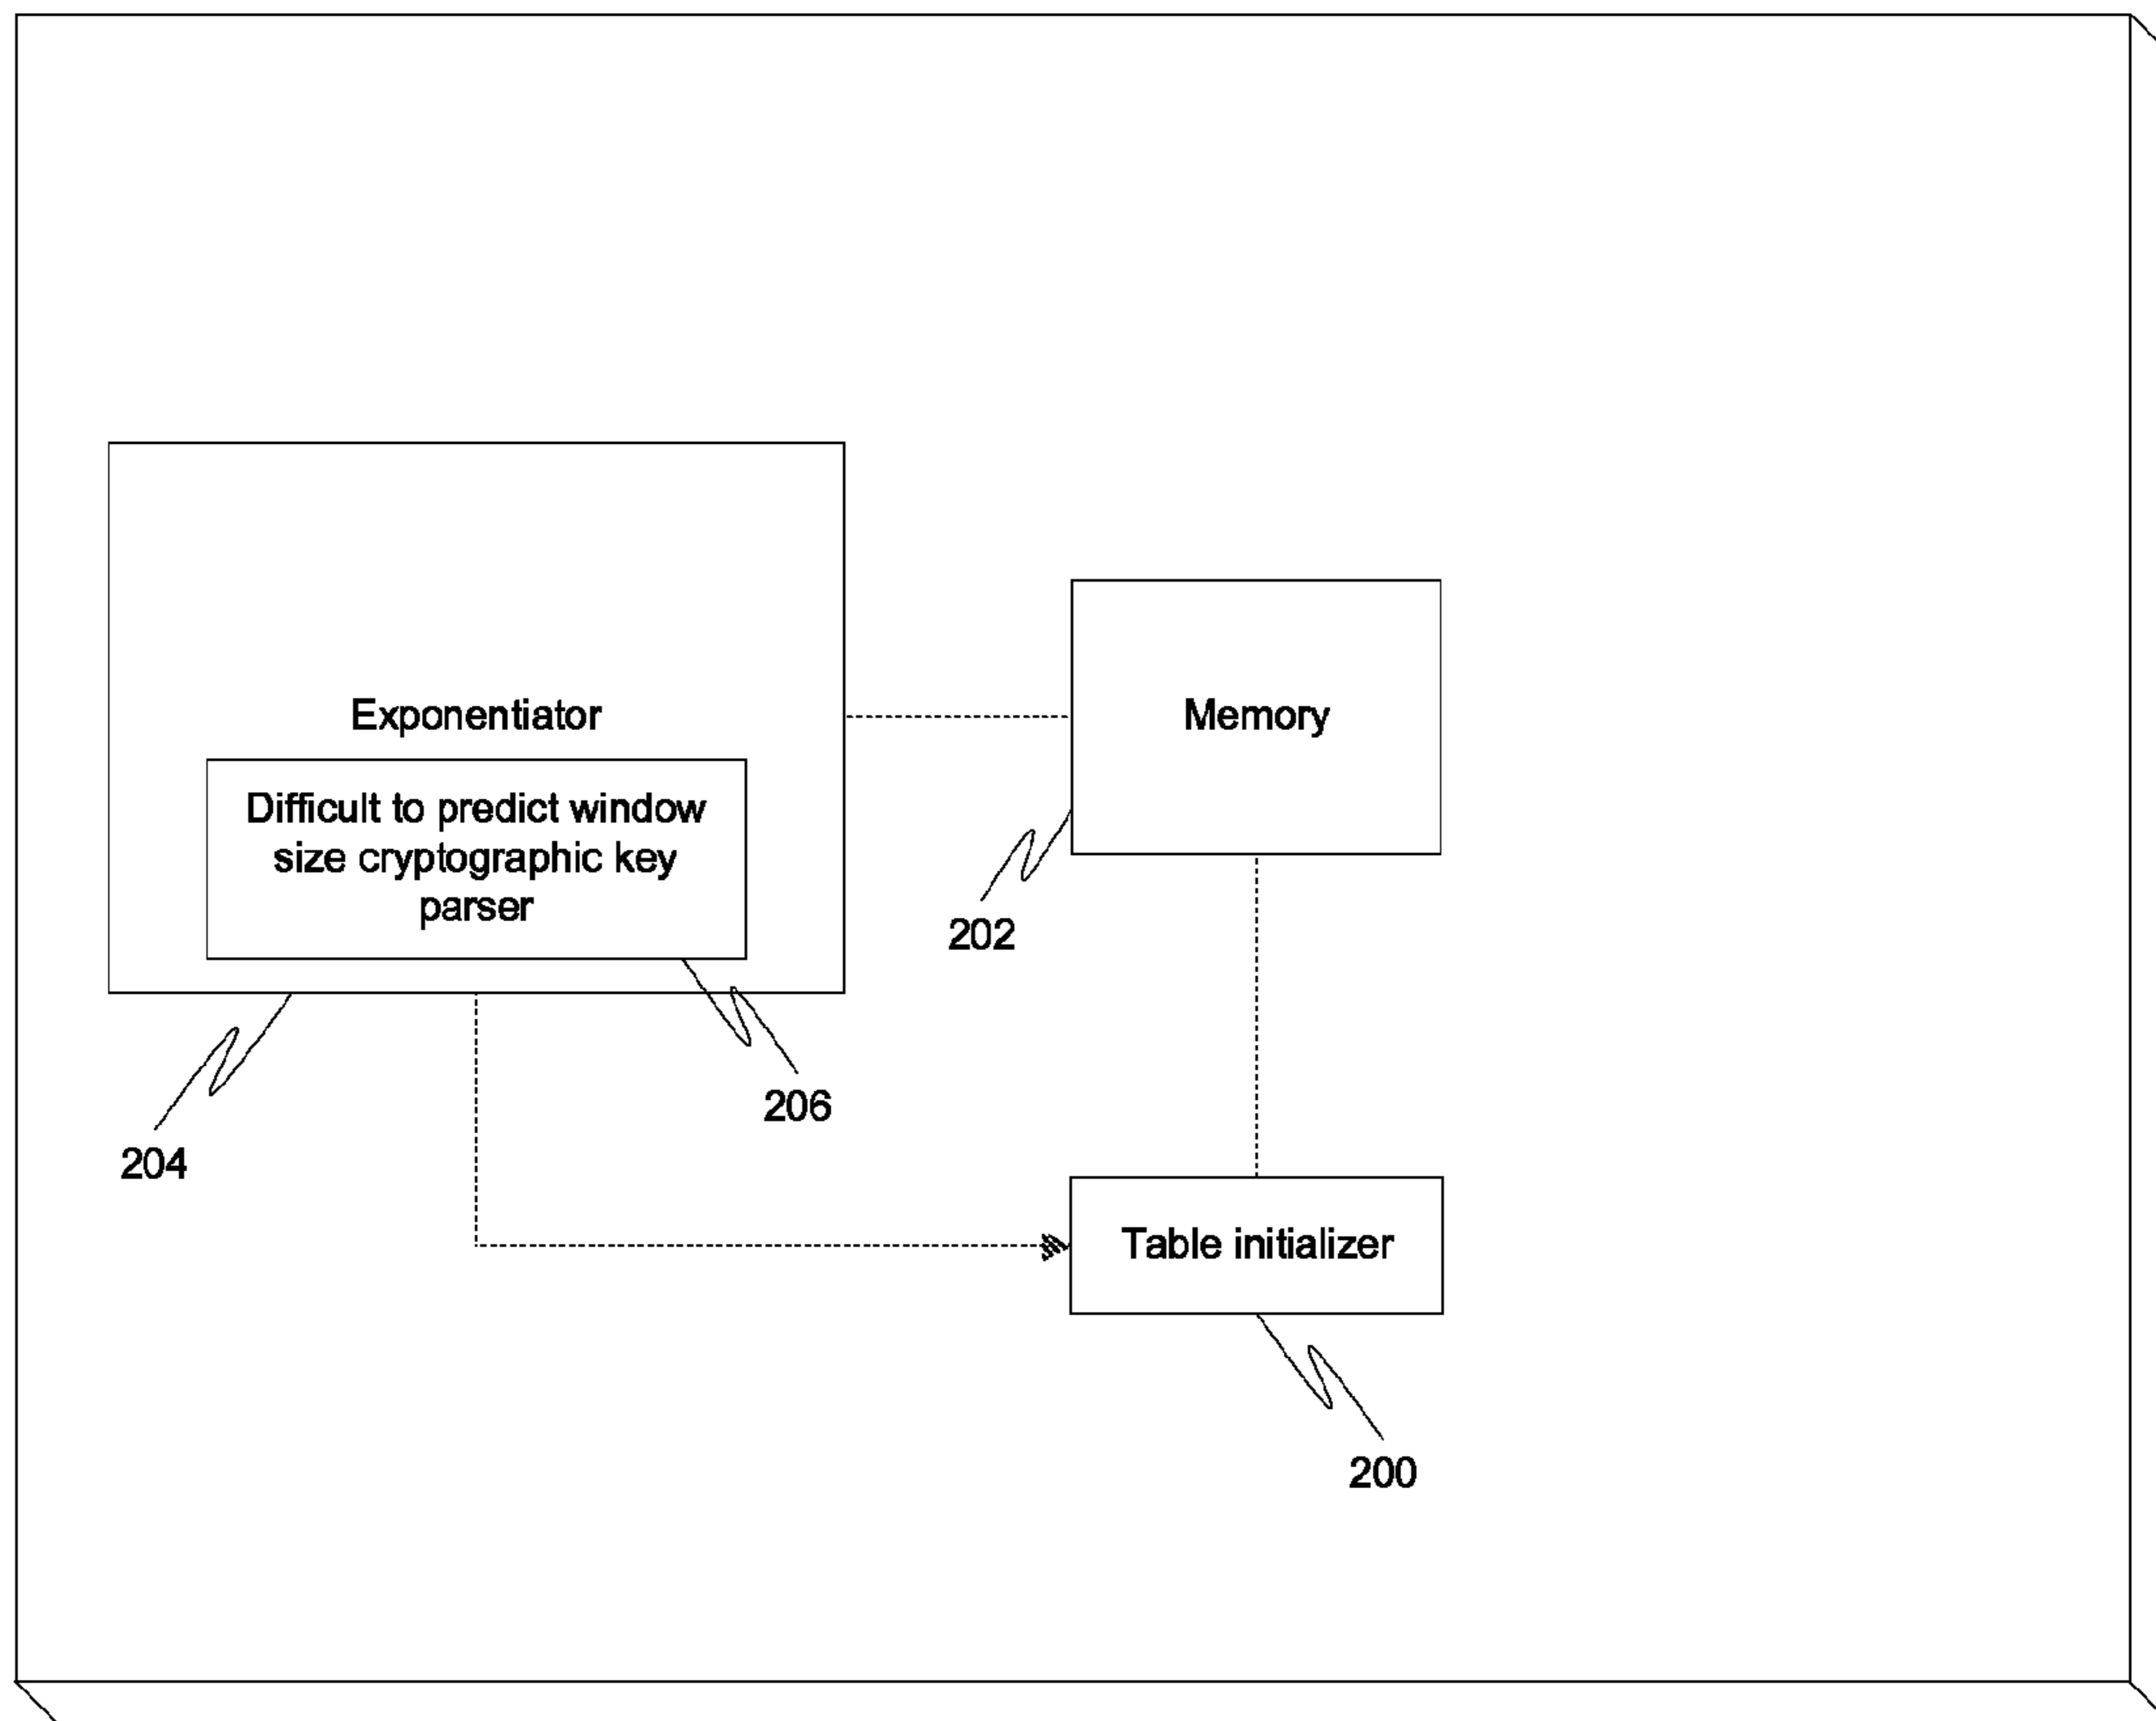 Exponentiator
Memory
Difficult to predict window
size cryptographic key
parser
202
206
204
Table initializer
200